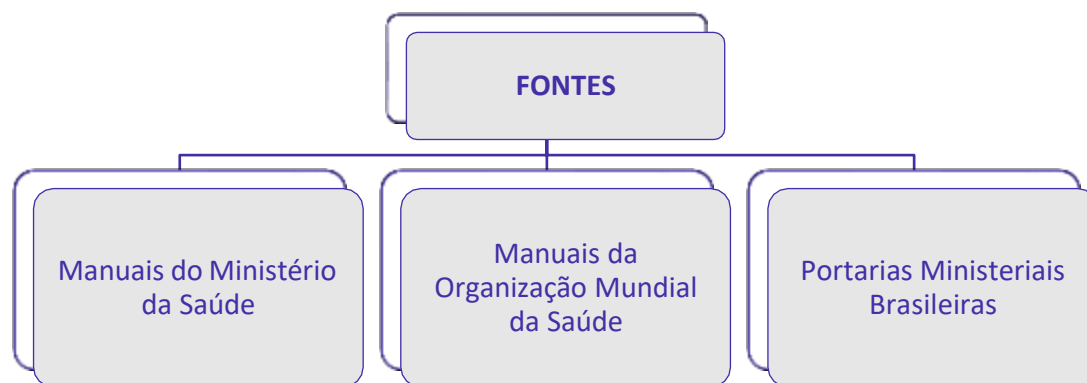 FONTES
Manuais do Ministério
da Saúde
Manuais da
Organização Mundial
da Saúde
Portarias Ministeriais
Brasileiras